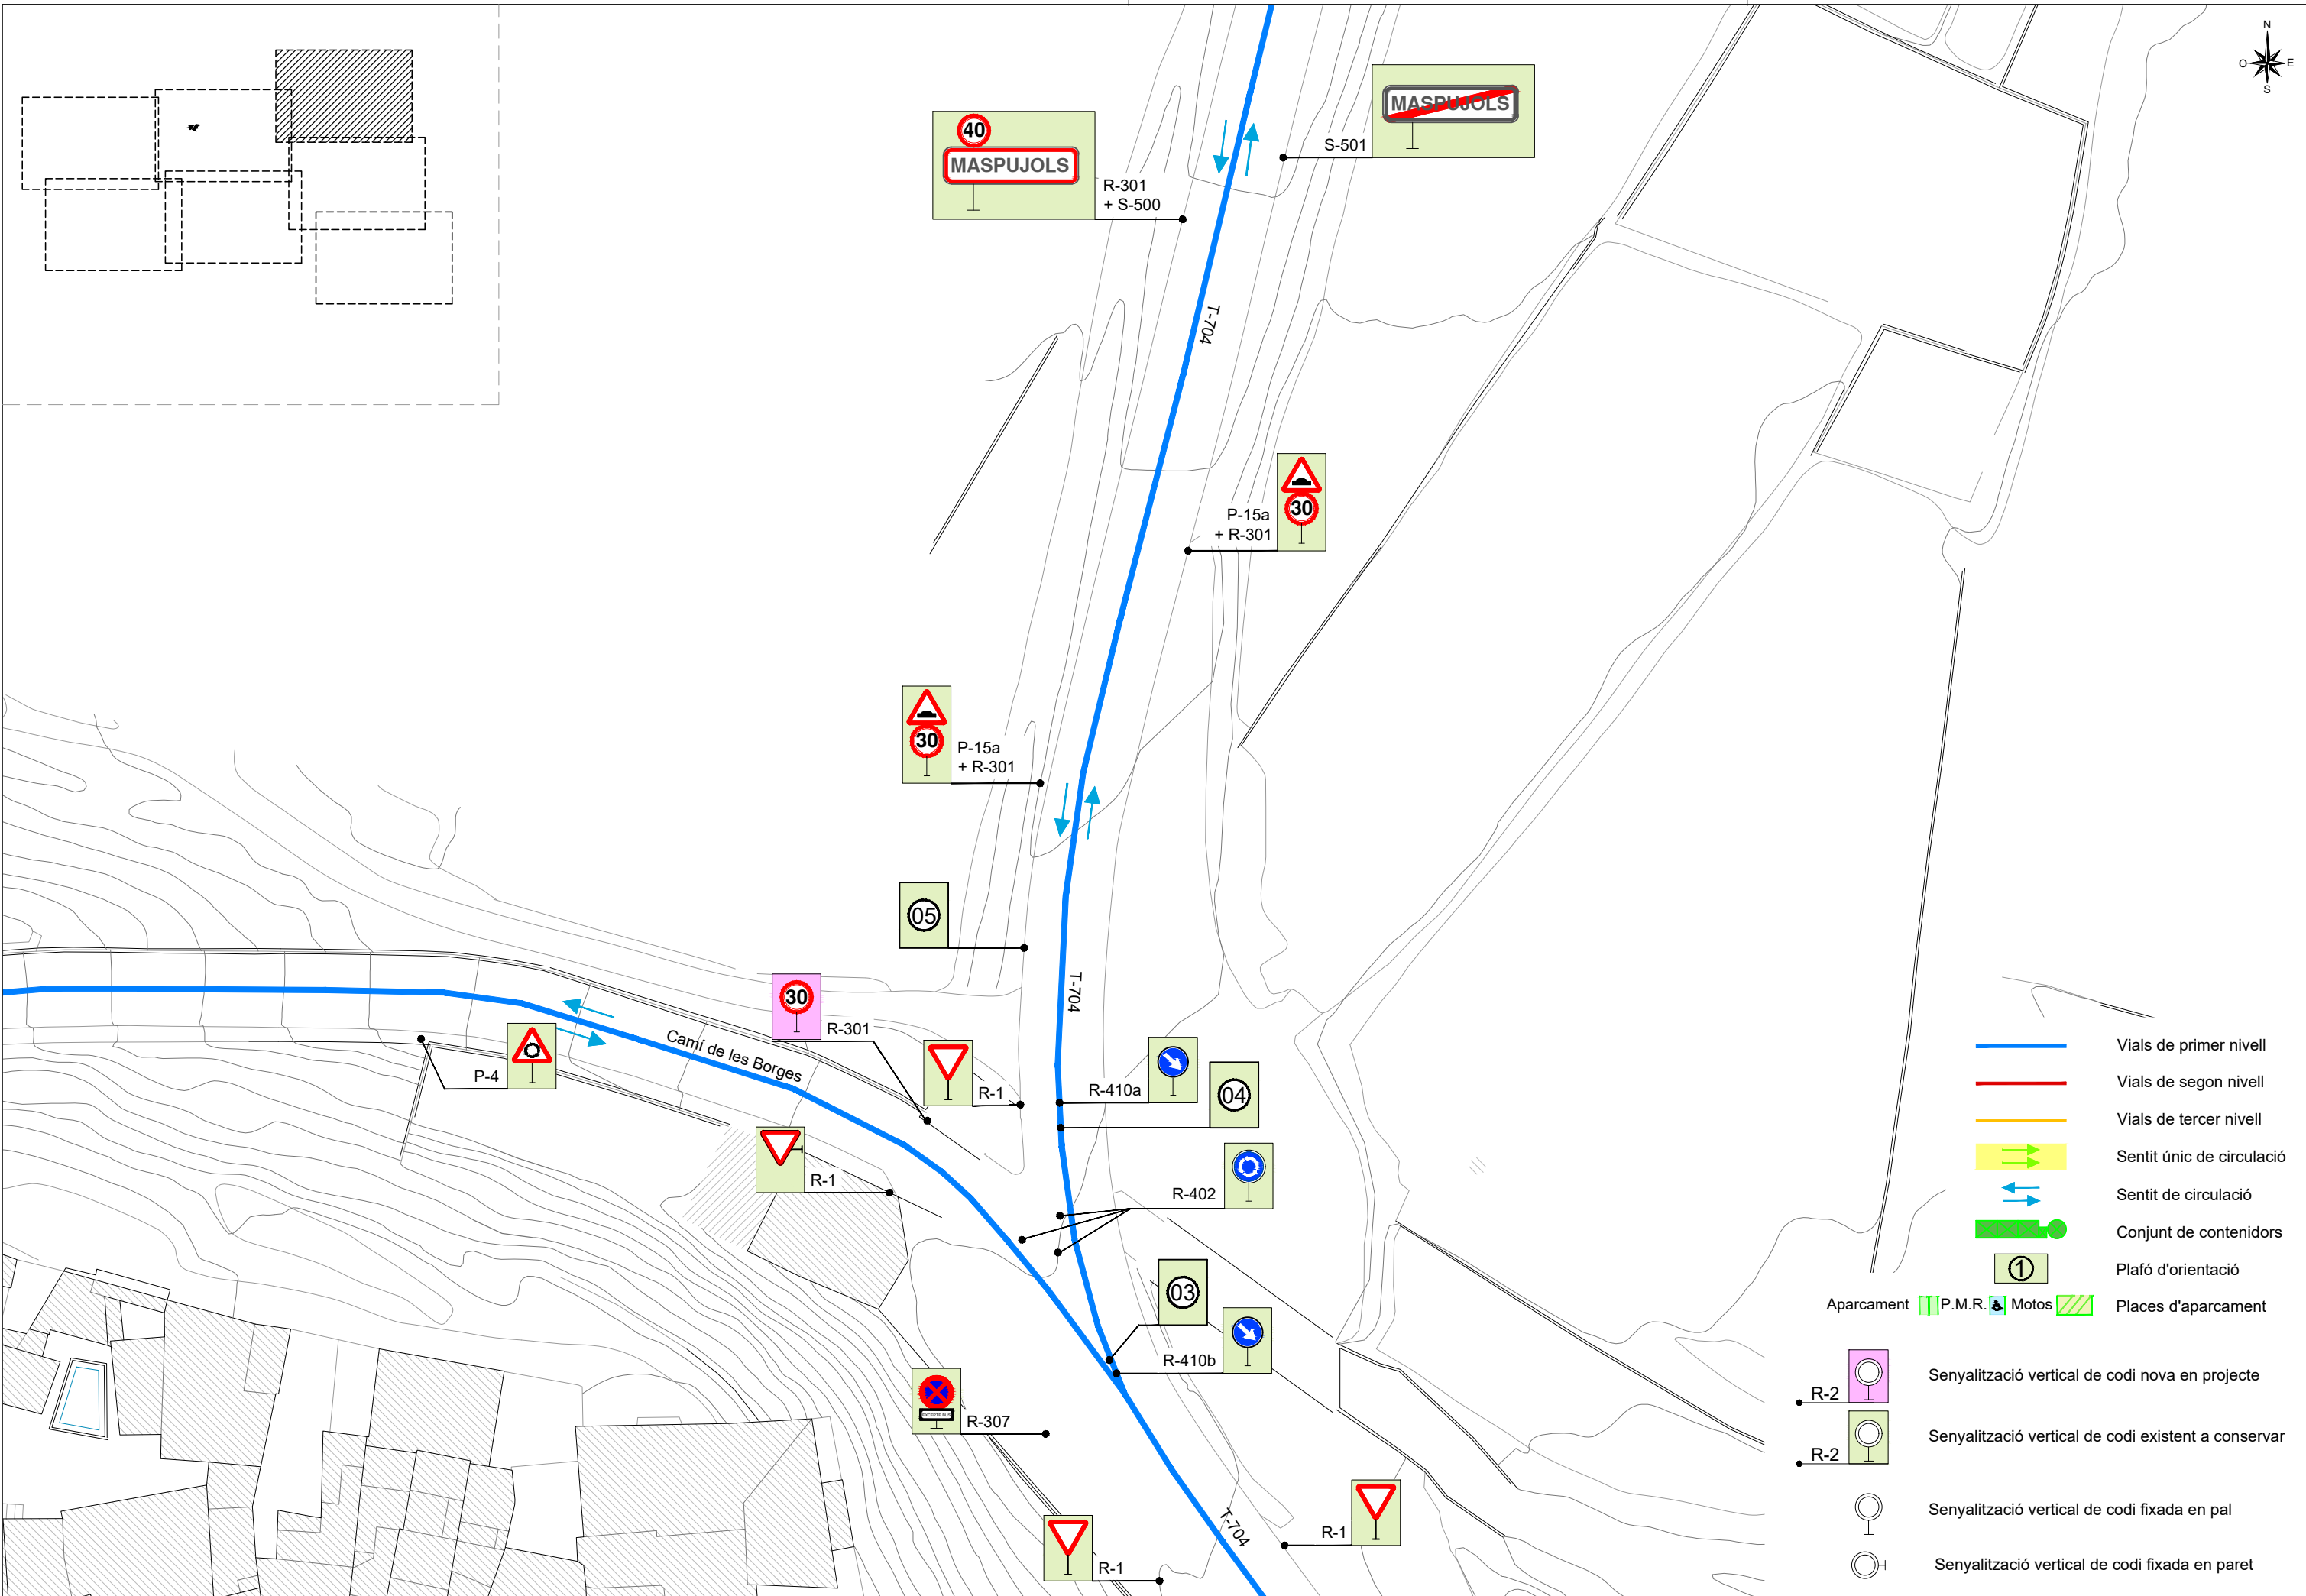 N
O E
S
MASPUJOLS
S-501
40
MASPUJOLS
R-301
+ S-500
T-704
30
P-15a
+ R-301
30
P-15a
+ R-301
05
T-704
30
R-301
Camí de les Borges
P-4
R-1
R-410a
04
R-1
R-402
03
R-410b
EXCEPTE BUS
R-307
T-704
R-1
R-1
Vials de primer nivell
Vials de segon nivell
Vials de tercer nivell
Sentit únic de circulació
Sentit de circulació
Conjunt de contenidors
1 Plafó d'orientació
Aparcament P.M.R. Motos Places d'aparcament
R-2 Senyalització vertical de codi nova en projecte
R-2 Senyalització vertical de codi existent a conservar
Senyalització vertical de codi fixada en pal
Senyalització vertical de codi fixada en paret